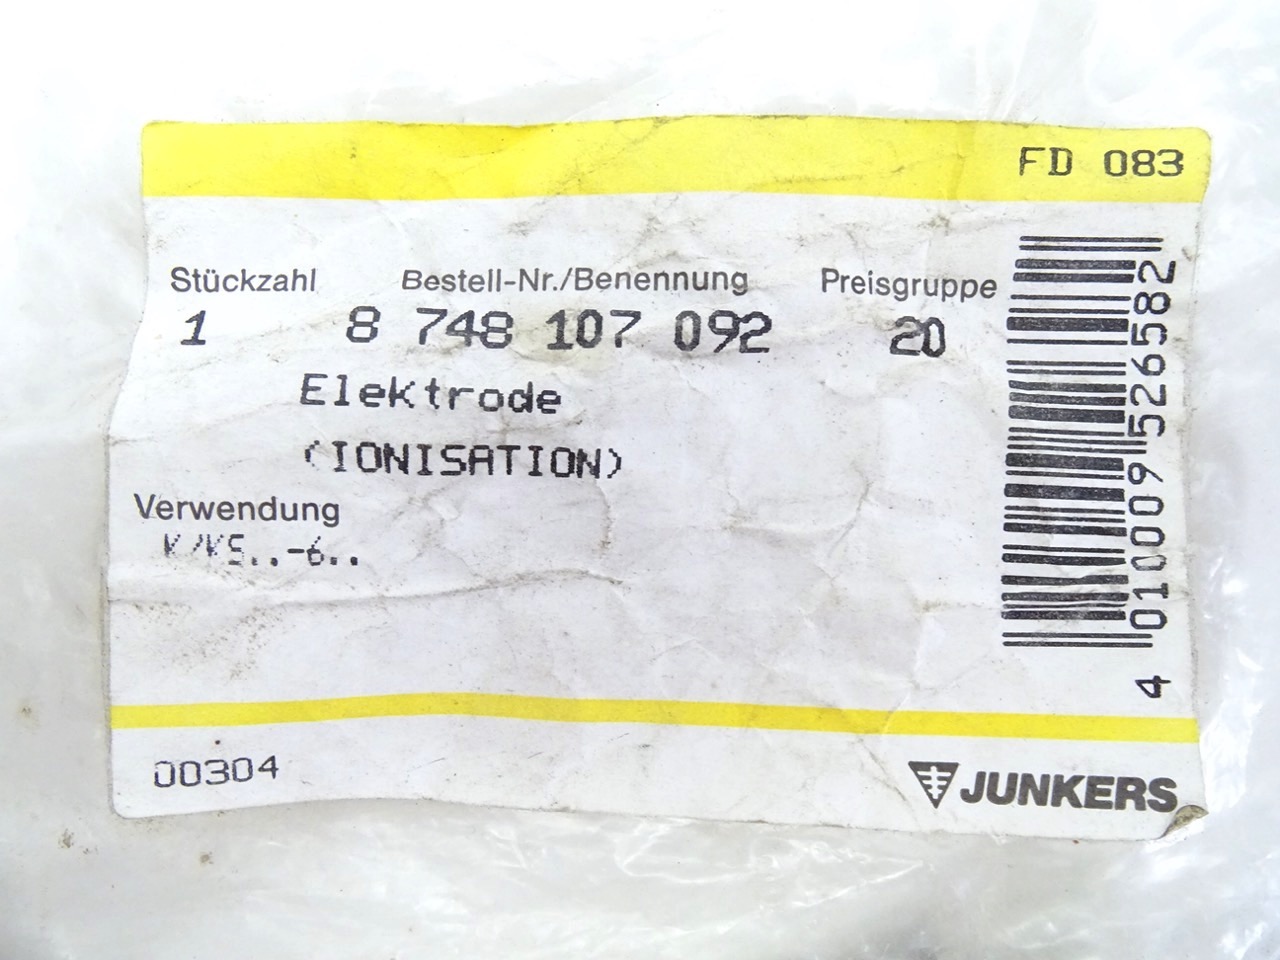 FD 083
Stückzahl Bestell-Nr./Benennung Preisgruppe
1 8 748 107 092 20
Elektrode
(IONISATION)
Verwendung
K/KS..-6..
4 010009 526582
00304
JUNKERS